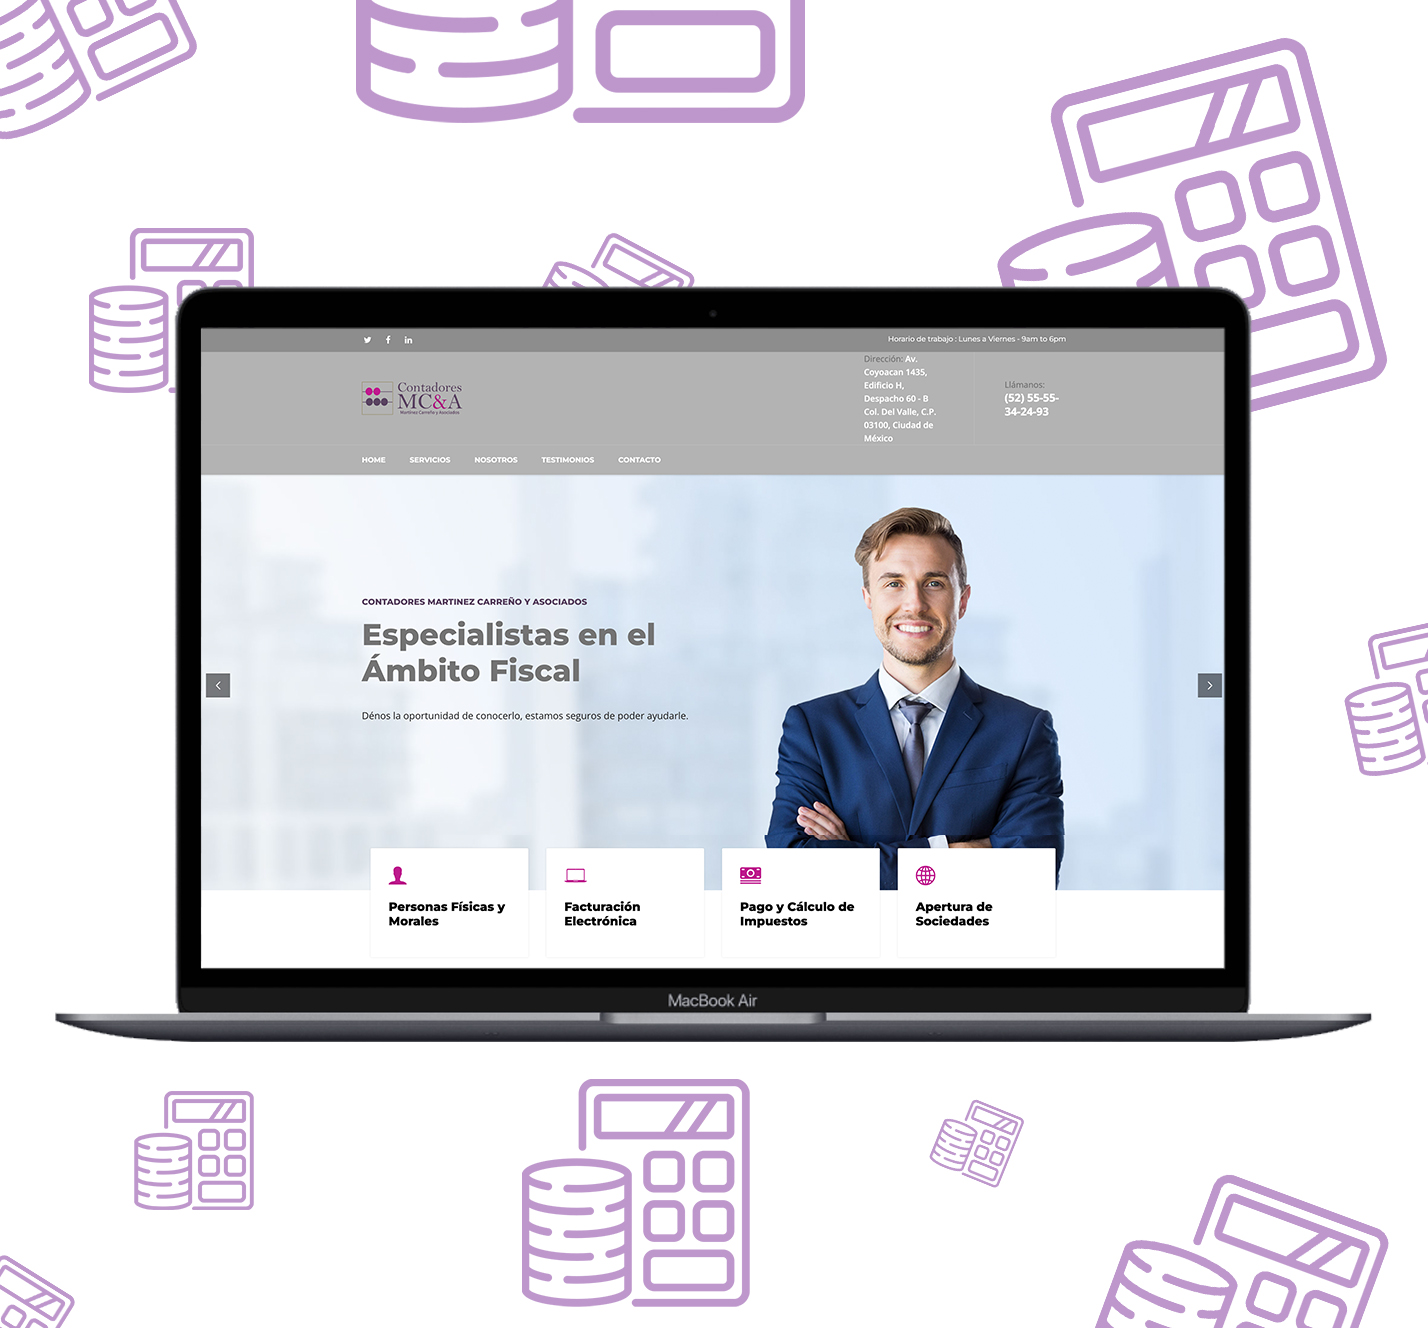 Horario de trabajo : Lunes a Viernes - 9am to 6pm
Contadores
MC&A
Martínez Carreño y Asociados
Dirección: Av.
Coyoacan 1435,
Edificio H,
Despacho 60 - B
Col. Del Valle, C.P.
03100, Ciudad de
México
Llámanos:
(52) 55-55-
34-24-93
HOME SERVICIOS NOSOTROS TESTIMONIOS CONTACTO
CONTADORES MARTINEZ CARREÑO Y ASOCIADOS
Especialistas en el
Ámbito Fiscal
Dénos la oportunidad de conocerlo, estamos seguros de poder ayudarle.
Personas Físicas y
Morales
Facturación
Electrónica
Pago y Cálculo de
Impuestos
Apertura de
Sociedades
MacBook Air